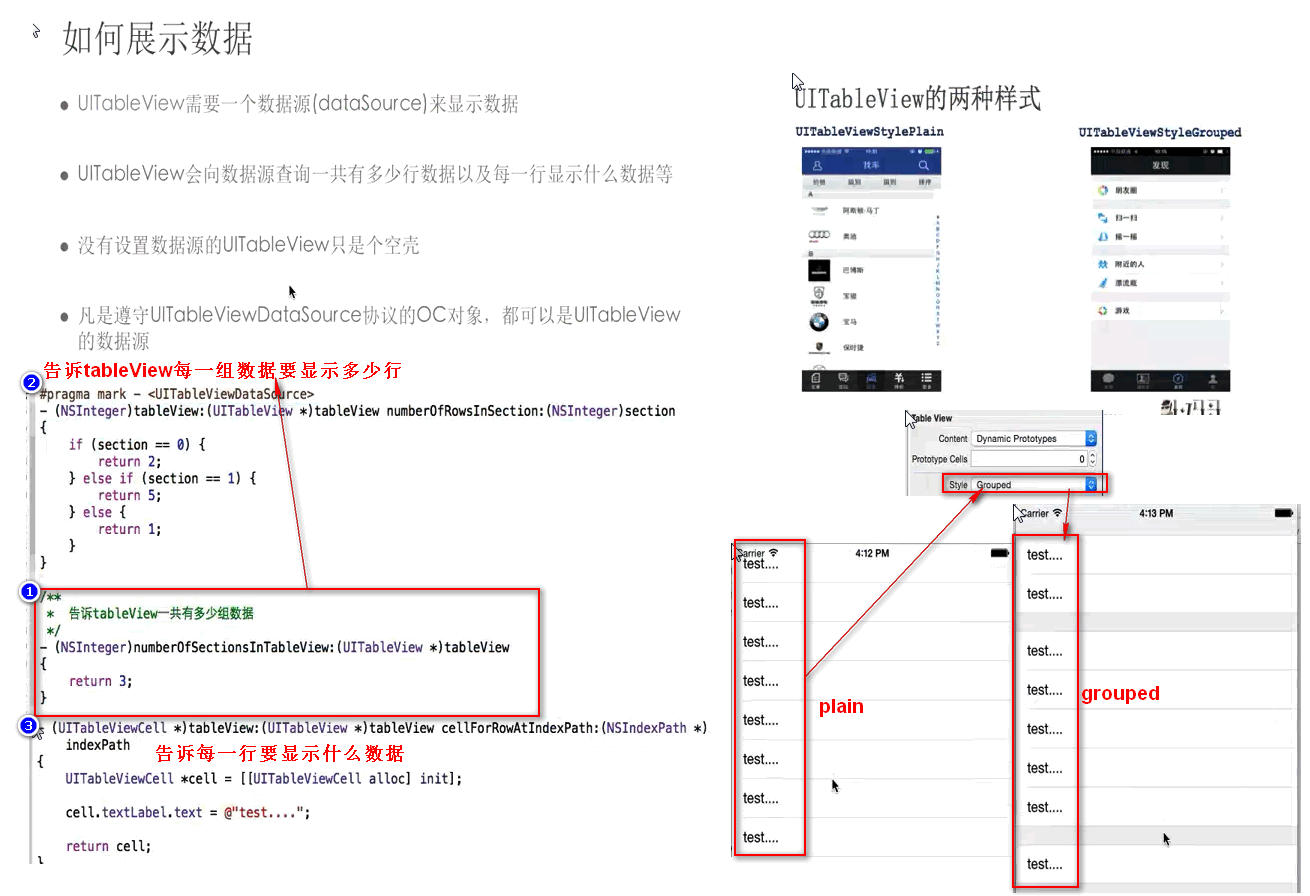 如何展示数据
UITableView需要一个数据源(dataSource)来显示数据
UITableView会向数据源查询一共有多少行数据以及每一行显示什么数据等
没有设置数据源的UITableView只是个空壳
凡是遵守UITableViewDataSource协议的OC对象，都可以是UITableView
的数据源
告诉tableView每一组数据要显示多少行
2
#pragma mark - <UITableViewDataSource>
- (NSInteger)tableView:(UITableView *)tableView numberOfRowsInSection:(NSInteger)section
{
if (section == 0) {
return 2;
} else if (section == 1) {
return 5;
} else {
return 1;
}
}
1
/**
* 告诉tableView一共有多少组数据
*/
- (NSInteger)numberOfSectionsInTableView:(UITableView *)tableView
{
return 3;
}
3
- (UITableViewCell *)tableView:(UITableView *)tableView cellForRowAtIndexPath:(NSIndexPath *)
indexPath
告诉每一行要显示什么数据
{
UITableViewCell *cell = [[UITableViewCell alloc] init];
cell.textLabel.text = @"test....";
return cell;
}
UITableView的两种样式
UITableViewStylePlain
找车
价格 级别 国别 排序
A
阿斯顿·马丁
奥迪
B
巴博斯
宝骏
宝马
保时捷
UITableViewStyleGrouped
发现
朋友圈
扫一扫
摇一摇
附近的人
漂流瓶
游戏
Table View
Content Dynamic Prototypes
Prototype Cells 0
Style Grouped
Carrier 4:12 PM
test....
test....
test....
test....
test....
test....
test....
test....
plain
Carrier 4:13 PM
test....
test....
test....
test....
test....
test....
test....
test....
grouped